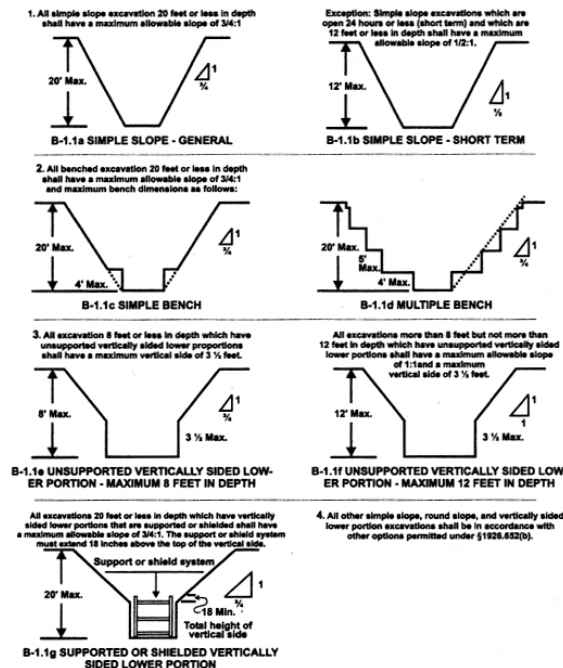 1. All simple slope excavation 20 feet or less in depth
shall have a maximum allowable slope of 3/4:1
20' Max.
1
¾
B-1.1a SIMPLE SLOPE - GENERAL
Exception: Simple slope excavations which are
open 24 hours or less (short term) and which are
12 feet or less in depth shall have a maximum
allowable slope of 1/2:1.
12' Max.
1
½
B-1.1b SIMPLE SLOPE - SHORT TERM
2. All benched excavation 20 feet or less in depth
shall have a maximum allowable slope of 3/4:1
and maximum bench dimensions as follows:
20' Max.
4' Max.
1
¾
B-1.1c SIMPLE BENCH
20' Max.
5'
Max.
4' Max.
1
¾
B-1.1d MULTIPLE BENCH
3. All excavation 8 feet or less in depth which have
unsupported vertically sided lower proportions
shall have a maximum vertical side of 3 ½ feet.
8' Max.
1
¾
3 ½ Max.
B-1.1e UNSUPPORTED VERTICALLY SIDED LOW-
ER PORTION - MAXIMUM 8 FEET IN DEPTH
All excavations more than 8 feet but not more than
12 feet in depth which have unsupported vertically sided
lower portions shall have a maximum allowable slope
of 1:1and a maximum
vertical side of 3 ½ feet.
12' Max.
1
1
3 ½ Max.
B-1.1f UNSUPPORTED VERTICALLY SIDED LOW-
ER PORTION - MAXIMUM 12 FEET IN DEPTH
All excavations 20 feet or less in depth which have vertically
sided lower portions that are supported or shielded shall have
a maximum allowable slope of 3/4:1. The support or shield system
must extend 18 inches above the top of the vertical side.
Support or shield system
20' Max.
1
¾
18 Min.
Total height of
vertical side
B-1.1g SUPPORTED OR SHIELDED VERTICALLY
SIDED LOWER PORTION
4. All other simple slope, round slope, and vertically sided
lower portion excavations shall be in accordance with
other options permitted under §1926.652(b).